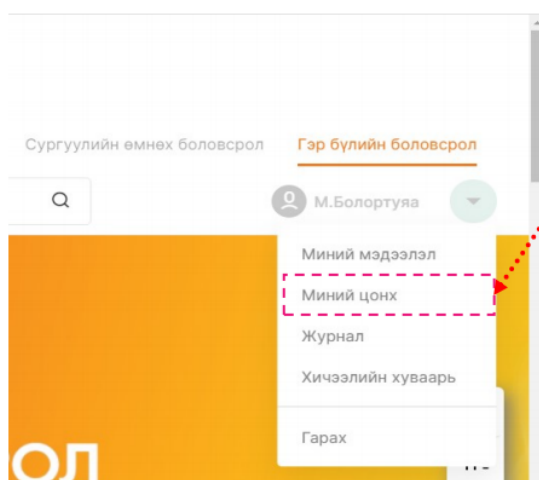 Сургуулийн өмнөх боловсрол Гэр бүлийн боловсрол
М.Болортуяа
Миний мэдээлэл
Миний цонх
Журнал
Хичээлийн хуваарь
Гарах
ОЛ